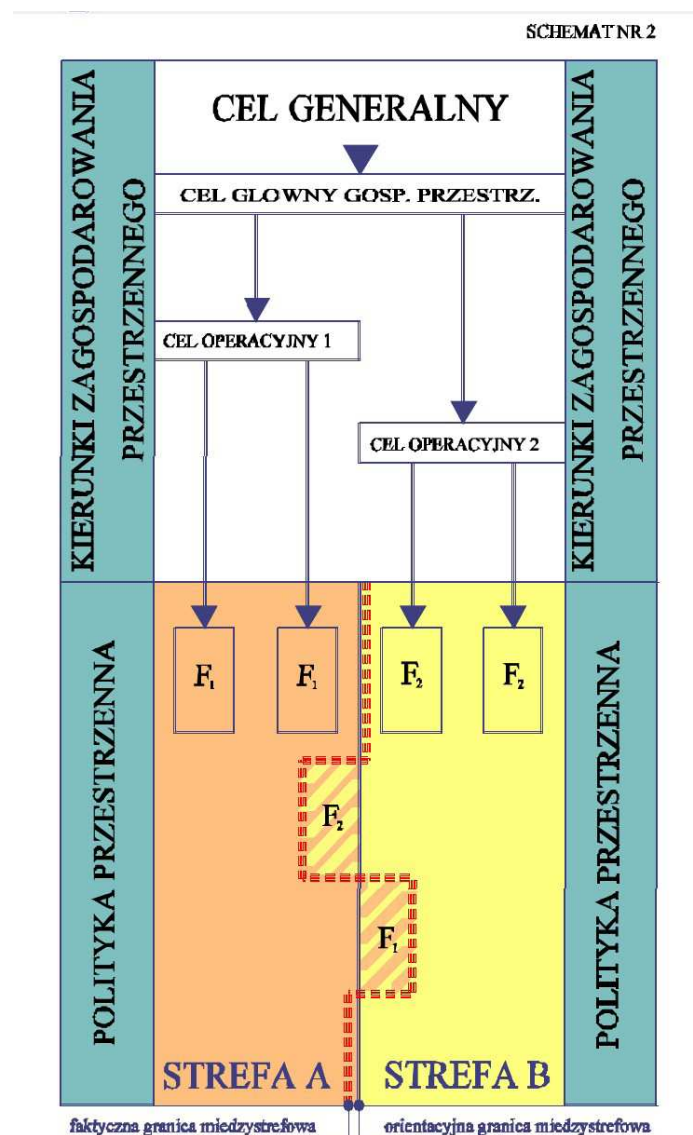 SCHEMAT NR 2
KIERUNKI ZAGOSPODAROWANIA
PRZESTRZENNEGO
CEL GENERALNY
CEL GLOWNY GOSP. PRZESTRZ.
CEL OPERACYJNY 1
CEL OPERACYJNY 2
KIERUNKI ZAGOSPODAROWANIA
PRZESTRZENNEGO
POLITYKA PRZESTRZENNA
F₁ F₁ F₂ F₂
F₂
F₁
STREFA A STREFA B
POLITYKA PRZESTRZENNA
faktyczna granica miedzystrefowa orientacyjna granica miedzystrefowa